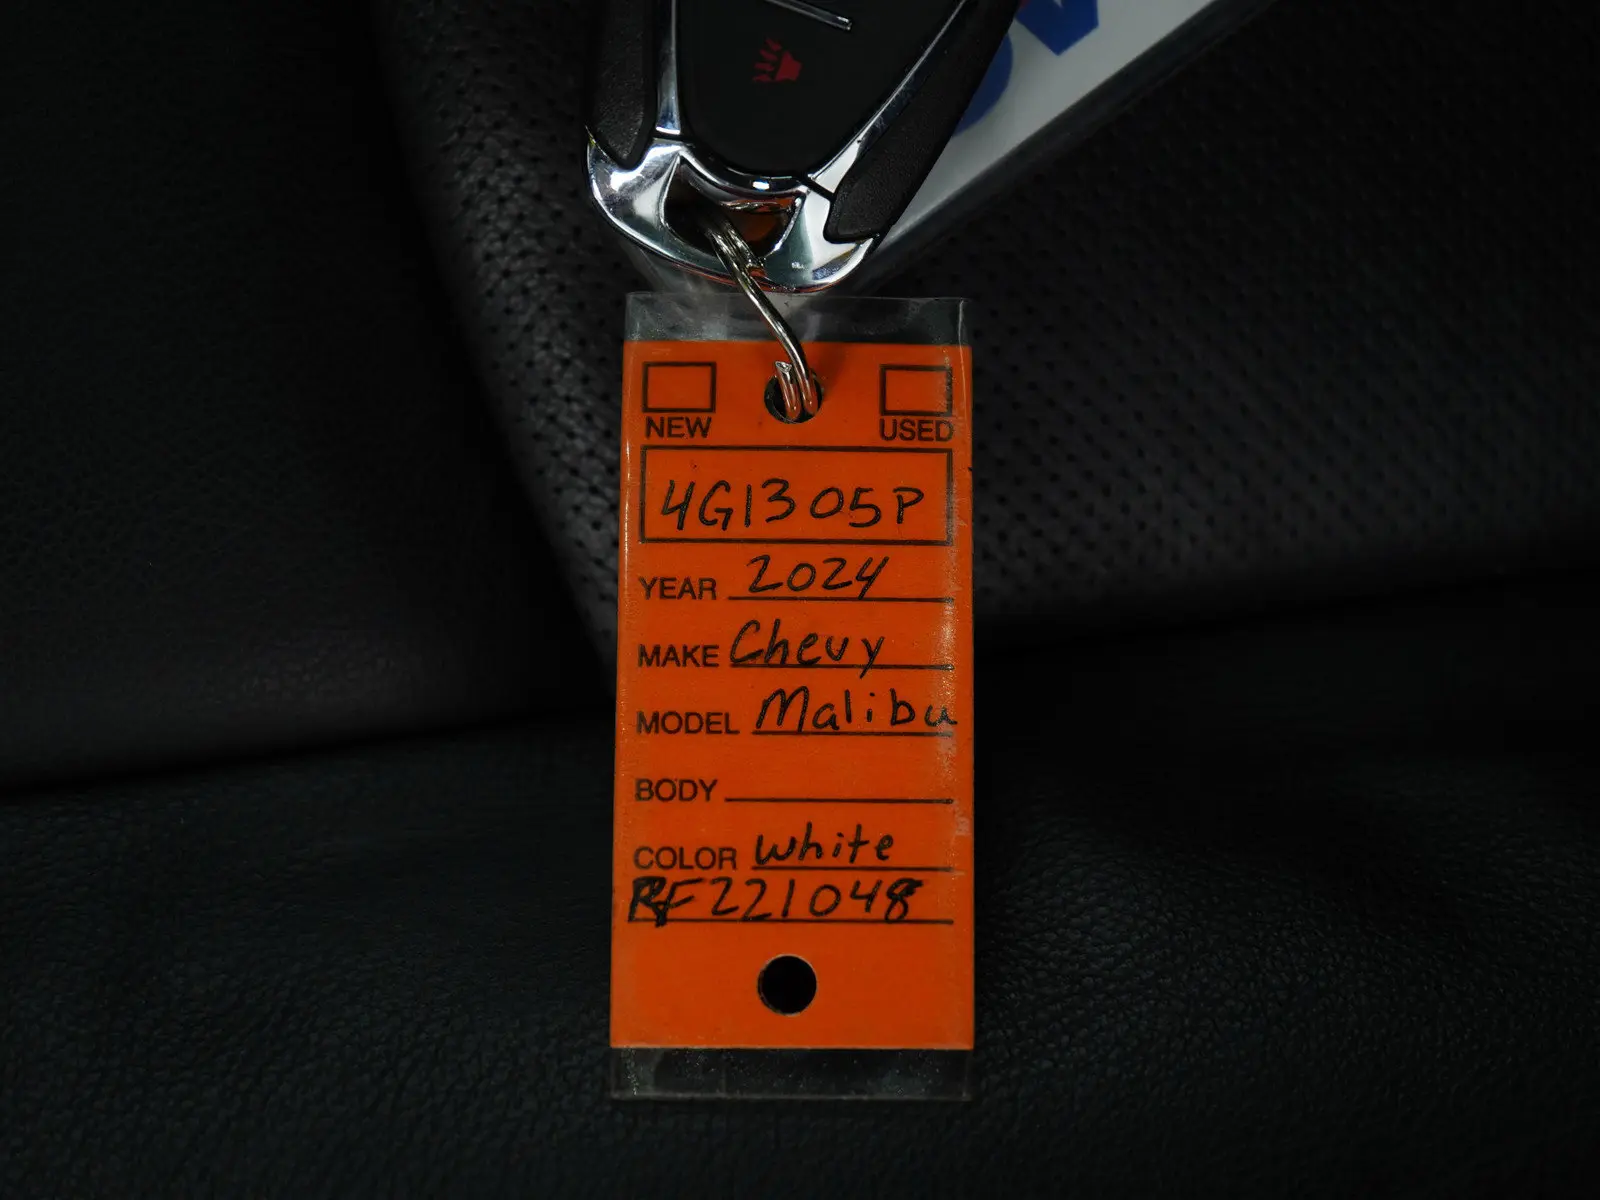 NEW USED
4G1305P
YEAR 2024
MAKE Chevy
MODEL Malibu
BODY
COLOR white
RF221048